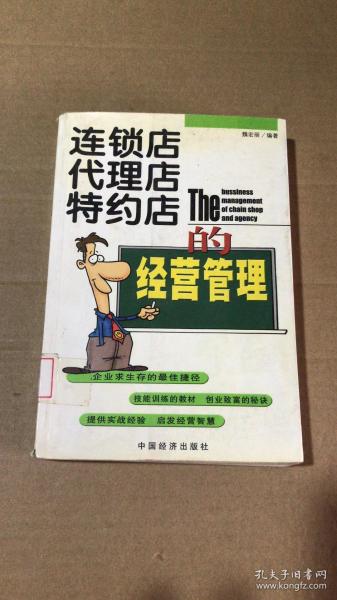 魏宏丽/编著
连锁店
代理店
特约店
The
bussiness
management
of chain shop
and agency
的
经营管理
企业求生存的最佳捷径
技能训练的教材 创业致富的秘诀
提供实战经验 启发经营智慧
中国经济出版社
孔夫子旧书网
www.kongfz.com